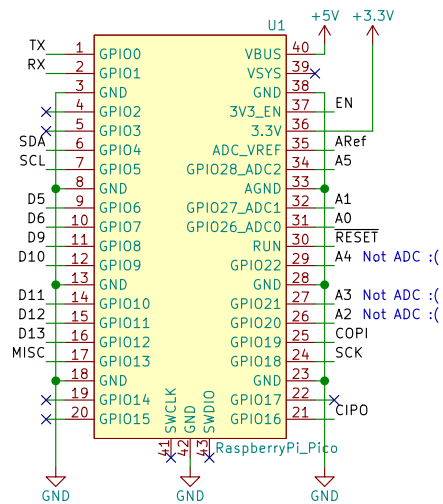 +5V
+3.3V
U1
TX 1 GPIO0 VBUS 40
RX 2 GPIO1 VSYS 39
3 GND GND 38
4 GPIO2 3V3_EN 37 EN
5 GPIO3 3.3V 36
SDA 6 GPIO4 ADC_VREF 35 ARef
SCL 7 GPIO5 GPIO28_ADC2 34 A5
8 GND AGND 33
D5 9 GPIO6 GPIO27_ADC1 32 A1
D6 10 GPIO7 GPIO26_ADC0 31 A0
D9 11 GPIO8 RUN 30 RESET
D10 12 GPIO9 GPIO22 29 A4 Not ADC :(
13 GND GND 28
D11 14 GPIO10 GPIO21 27 A3 Not ADC :(
D12 15 GPIO11 GPIO20 26 A2 Not ADC :(
D13 16 GPIO12 GPIO19 25 COPI
MISC 17 GPIO13 GPIO18 24 SCK
18 GND GND 23
19 GPIO14 GPIO17 22
20 GPIO15 GPIO16 21 CIPO
SWCLK GND SWDIO
41 42 43
RaspberryPi_Pico
GND GND GND